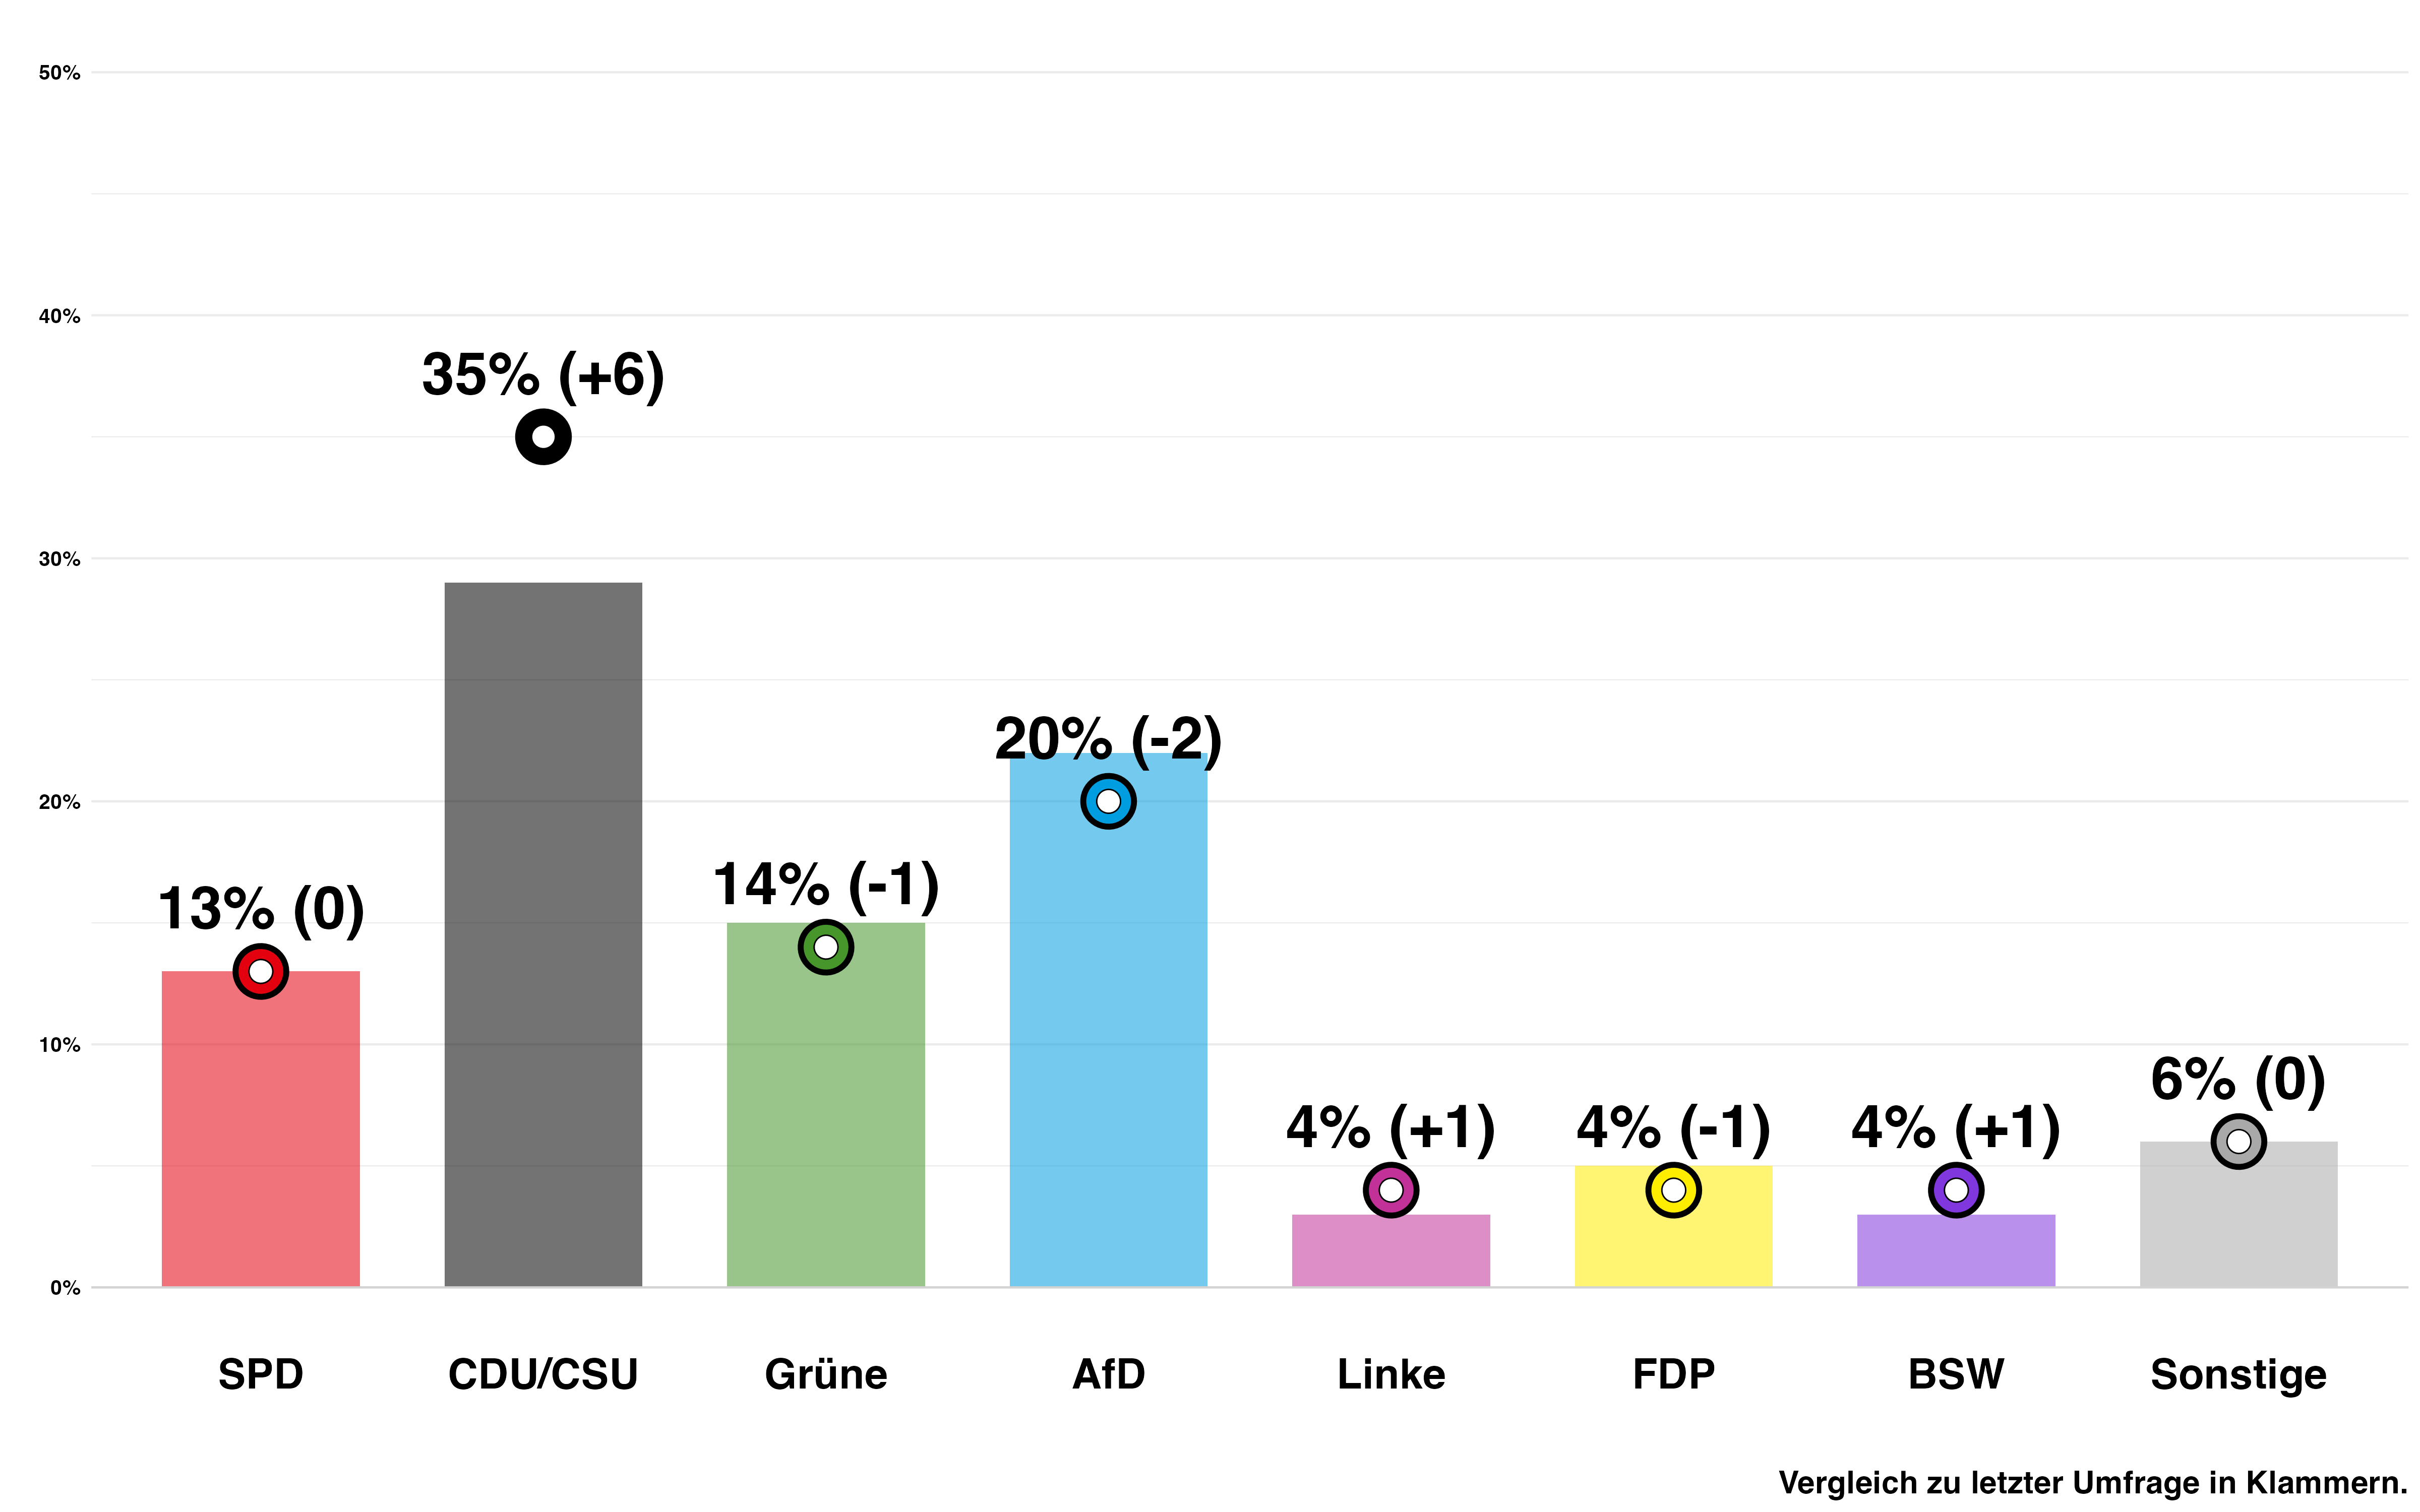 50%
40%
30%
20%
10%
0%
13% (0)
35% (+6)
14% (-1)
20% (-2)
4% (+1)
4% (-1)
4% (+1)
6% (0)
SPD
CDU/CSU
Grüne
AfD
Linke
FDP
BSW
Sonstige
Vergleich zu letzter Umfrage in Klammern.